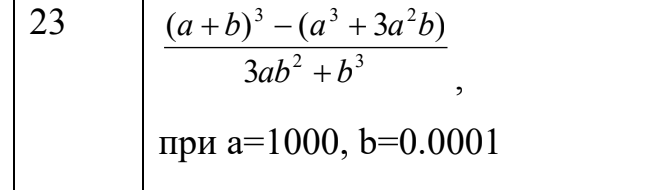 23
(a + b)³ − (a³ + 3a²b)
3ab² + b³ ,
при a=1000, b=0.0001